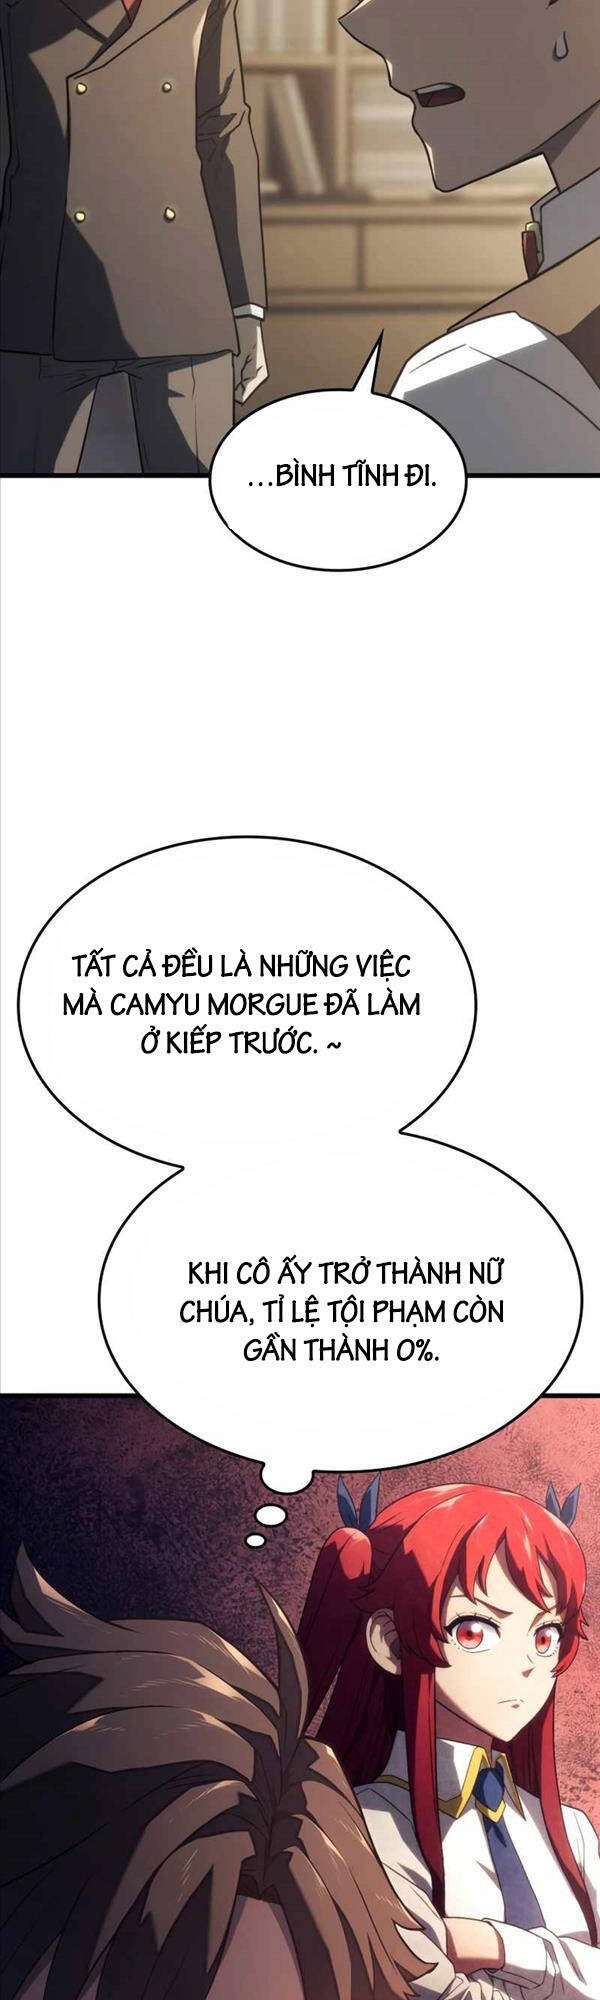 ...BÌNH TĨNH ĐI.
TẤT CẢ ĐỀU LÀ NHỮNG VIỆC
MÀ CAMYU MORGUE ĐÃ LÀM
Ở KIẾP TRƯỚC. ~
KHI CÔ ẤY TRỞ THÀNH NỮ
CHÚA, TỈ LỆ TỘI PHẠM CÒN
GẦN THÀNH 0%.